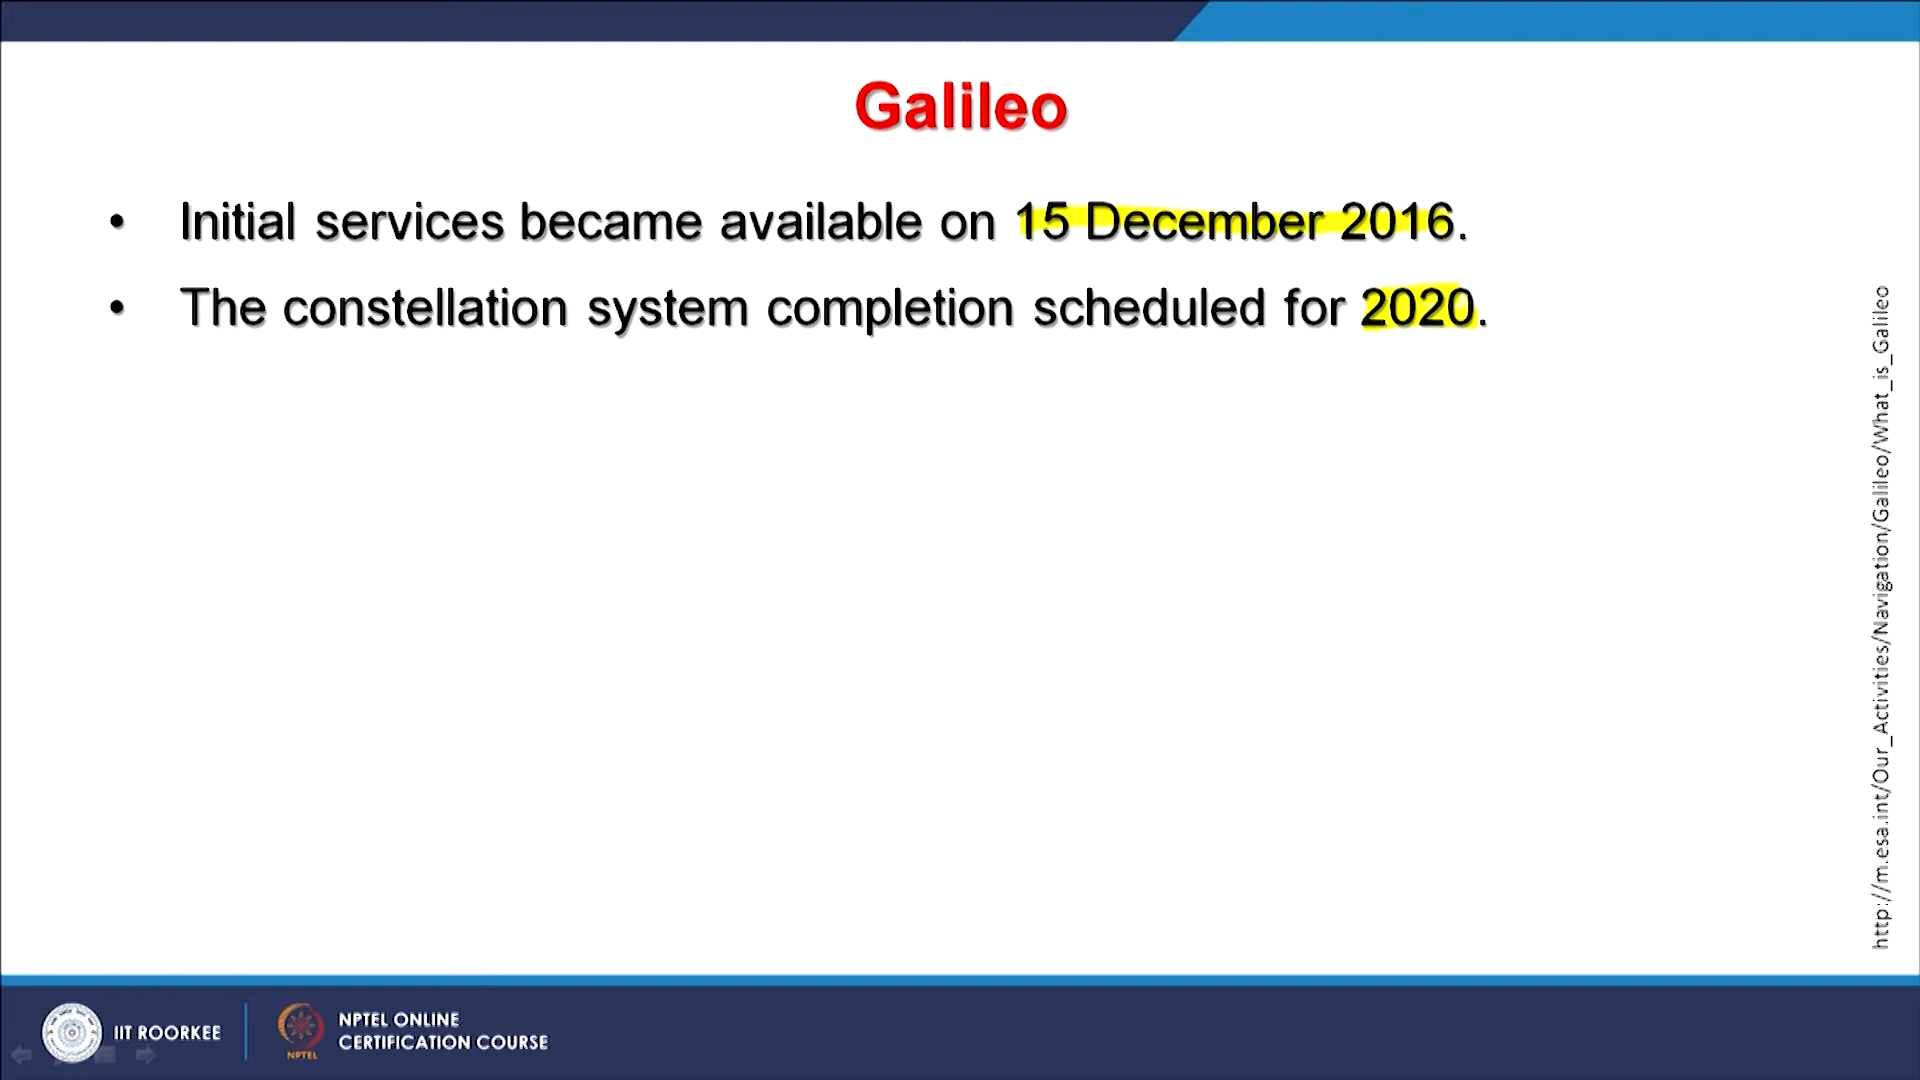 Galileo
• Initial services became available on 15 December 2016.
• The constellation system completion scheduled for 2020.
http://m.esa.int/Our_Activities/Navigation/Galileo/What_is_Galileo
IIT ROORKEE
NPTEL
NPTEL ONLINE
CERTIFICATION COURSE